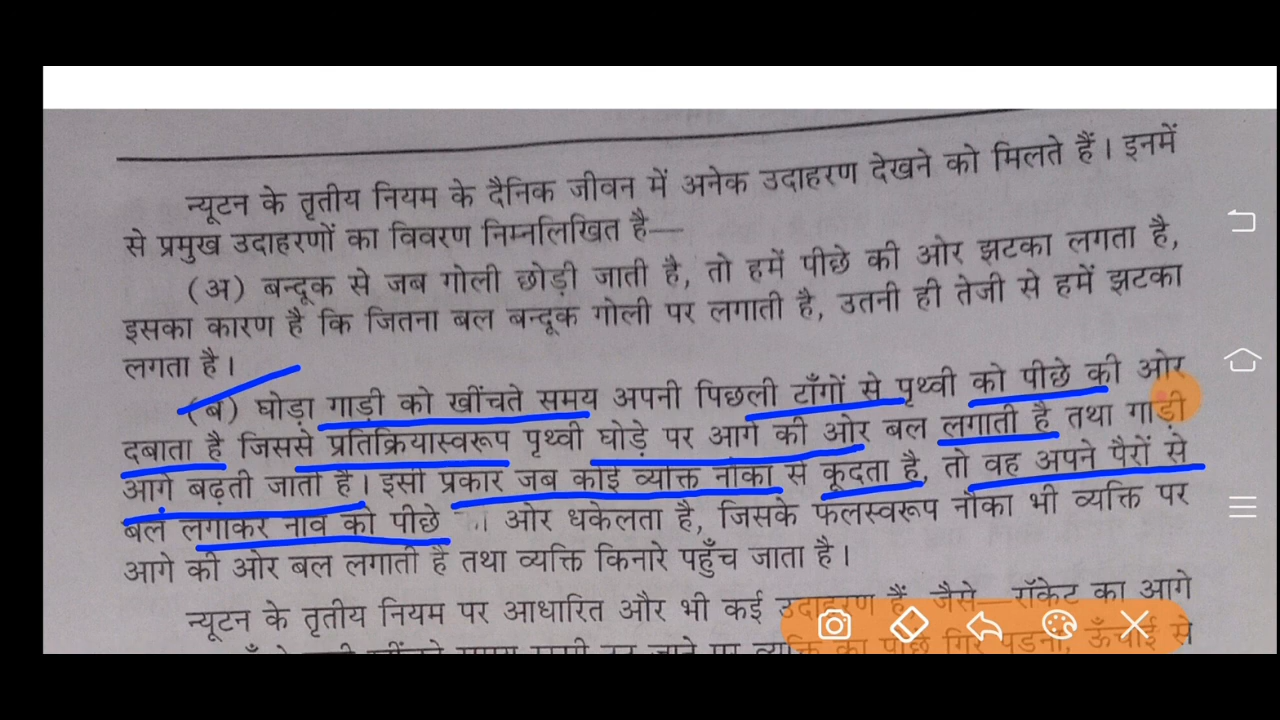 न्यूटन के तृतीय नियम के दैनिक जीवन में अनेक उदाहरण देखने को मिलते हैं। इनमें
से प्रमुख उदाहरणों का विवरण निम्नलिखित है—
(अ) बन्दूक से जब गोली छोड़ी जाती है, तो हमें पीछे की ओर झटका लगता है,
इसका कारण है कि जितना बल बन्दूक गोली पर लगाती है, उतनी ही तेजी से हमें झटका
लगता है।
(ब) घोड़ा गाड़ी को खींचते समय अपनी पिछली टाँगों से पृथ्वी को पीछे की ओर
दबाता है जिससे प्रतिक्रियास्वरूप पृथ्वी घोड़े पर आगे की ओर बल लगाती है तथा गाड़ी
आगे बढ़ती जाती है। इसी प्रकार जब कोई व्यक्ति नौका से कूदता है, तो वह अपने पैरों से
बल लगाकर नाव को पीछे ओर धकेलता है, जिसके फलस्वरूप नौका भी व्यक्ति पर
आगे की ओर बल लगाती है तथा व्यक्ति किनारे पहुँच जाता है।
न्यूटन के तृतीय नियम पर आधारित और भी कई उदाहरण हैं, जैसे—रॉकेट का आगे
व्यक्ति का पीछे गिर पड़ना, ऊँचाई से